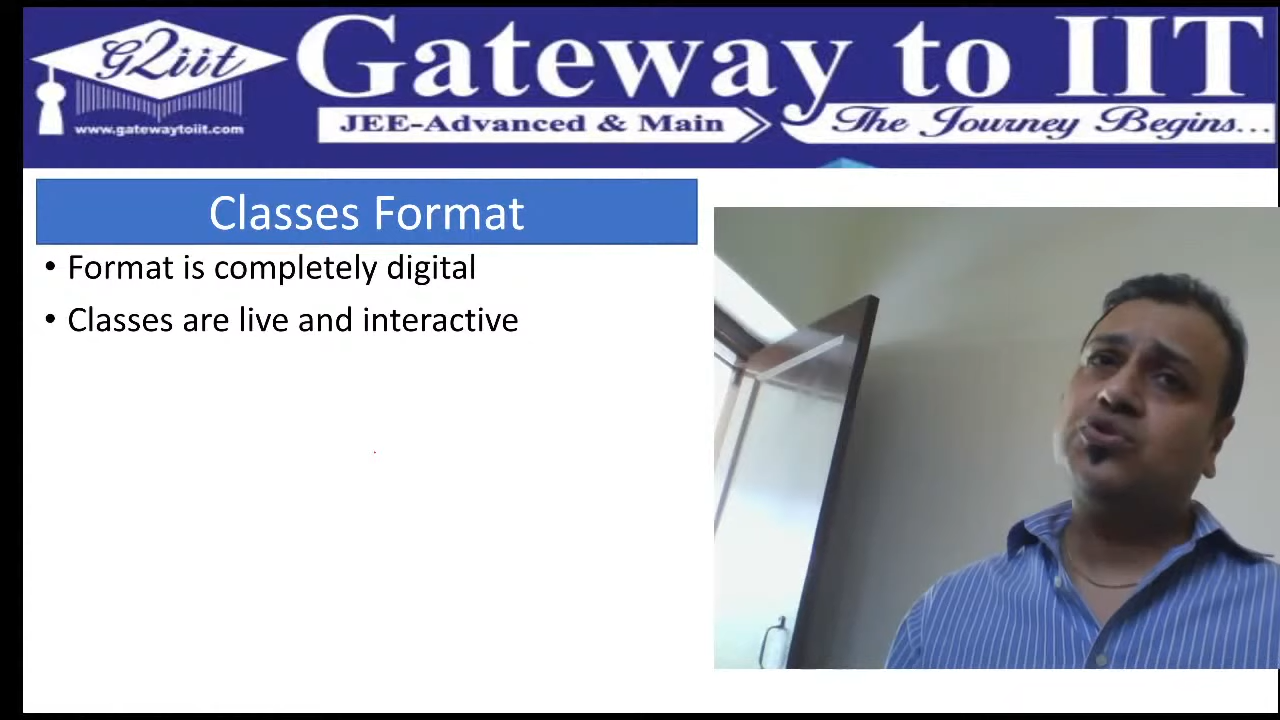 G2iit
www.gatewaytoiit.com
Gateway to IIT
JEE-Advanced & Main
The Journey Begins...
Classes Format
• Format is completely digital
• Classes are live and interactive